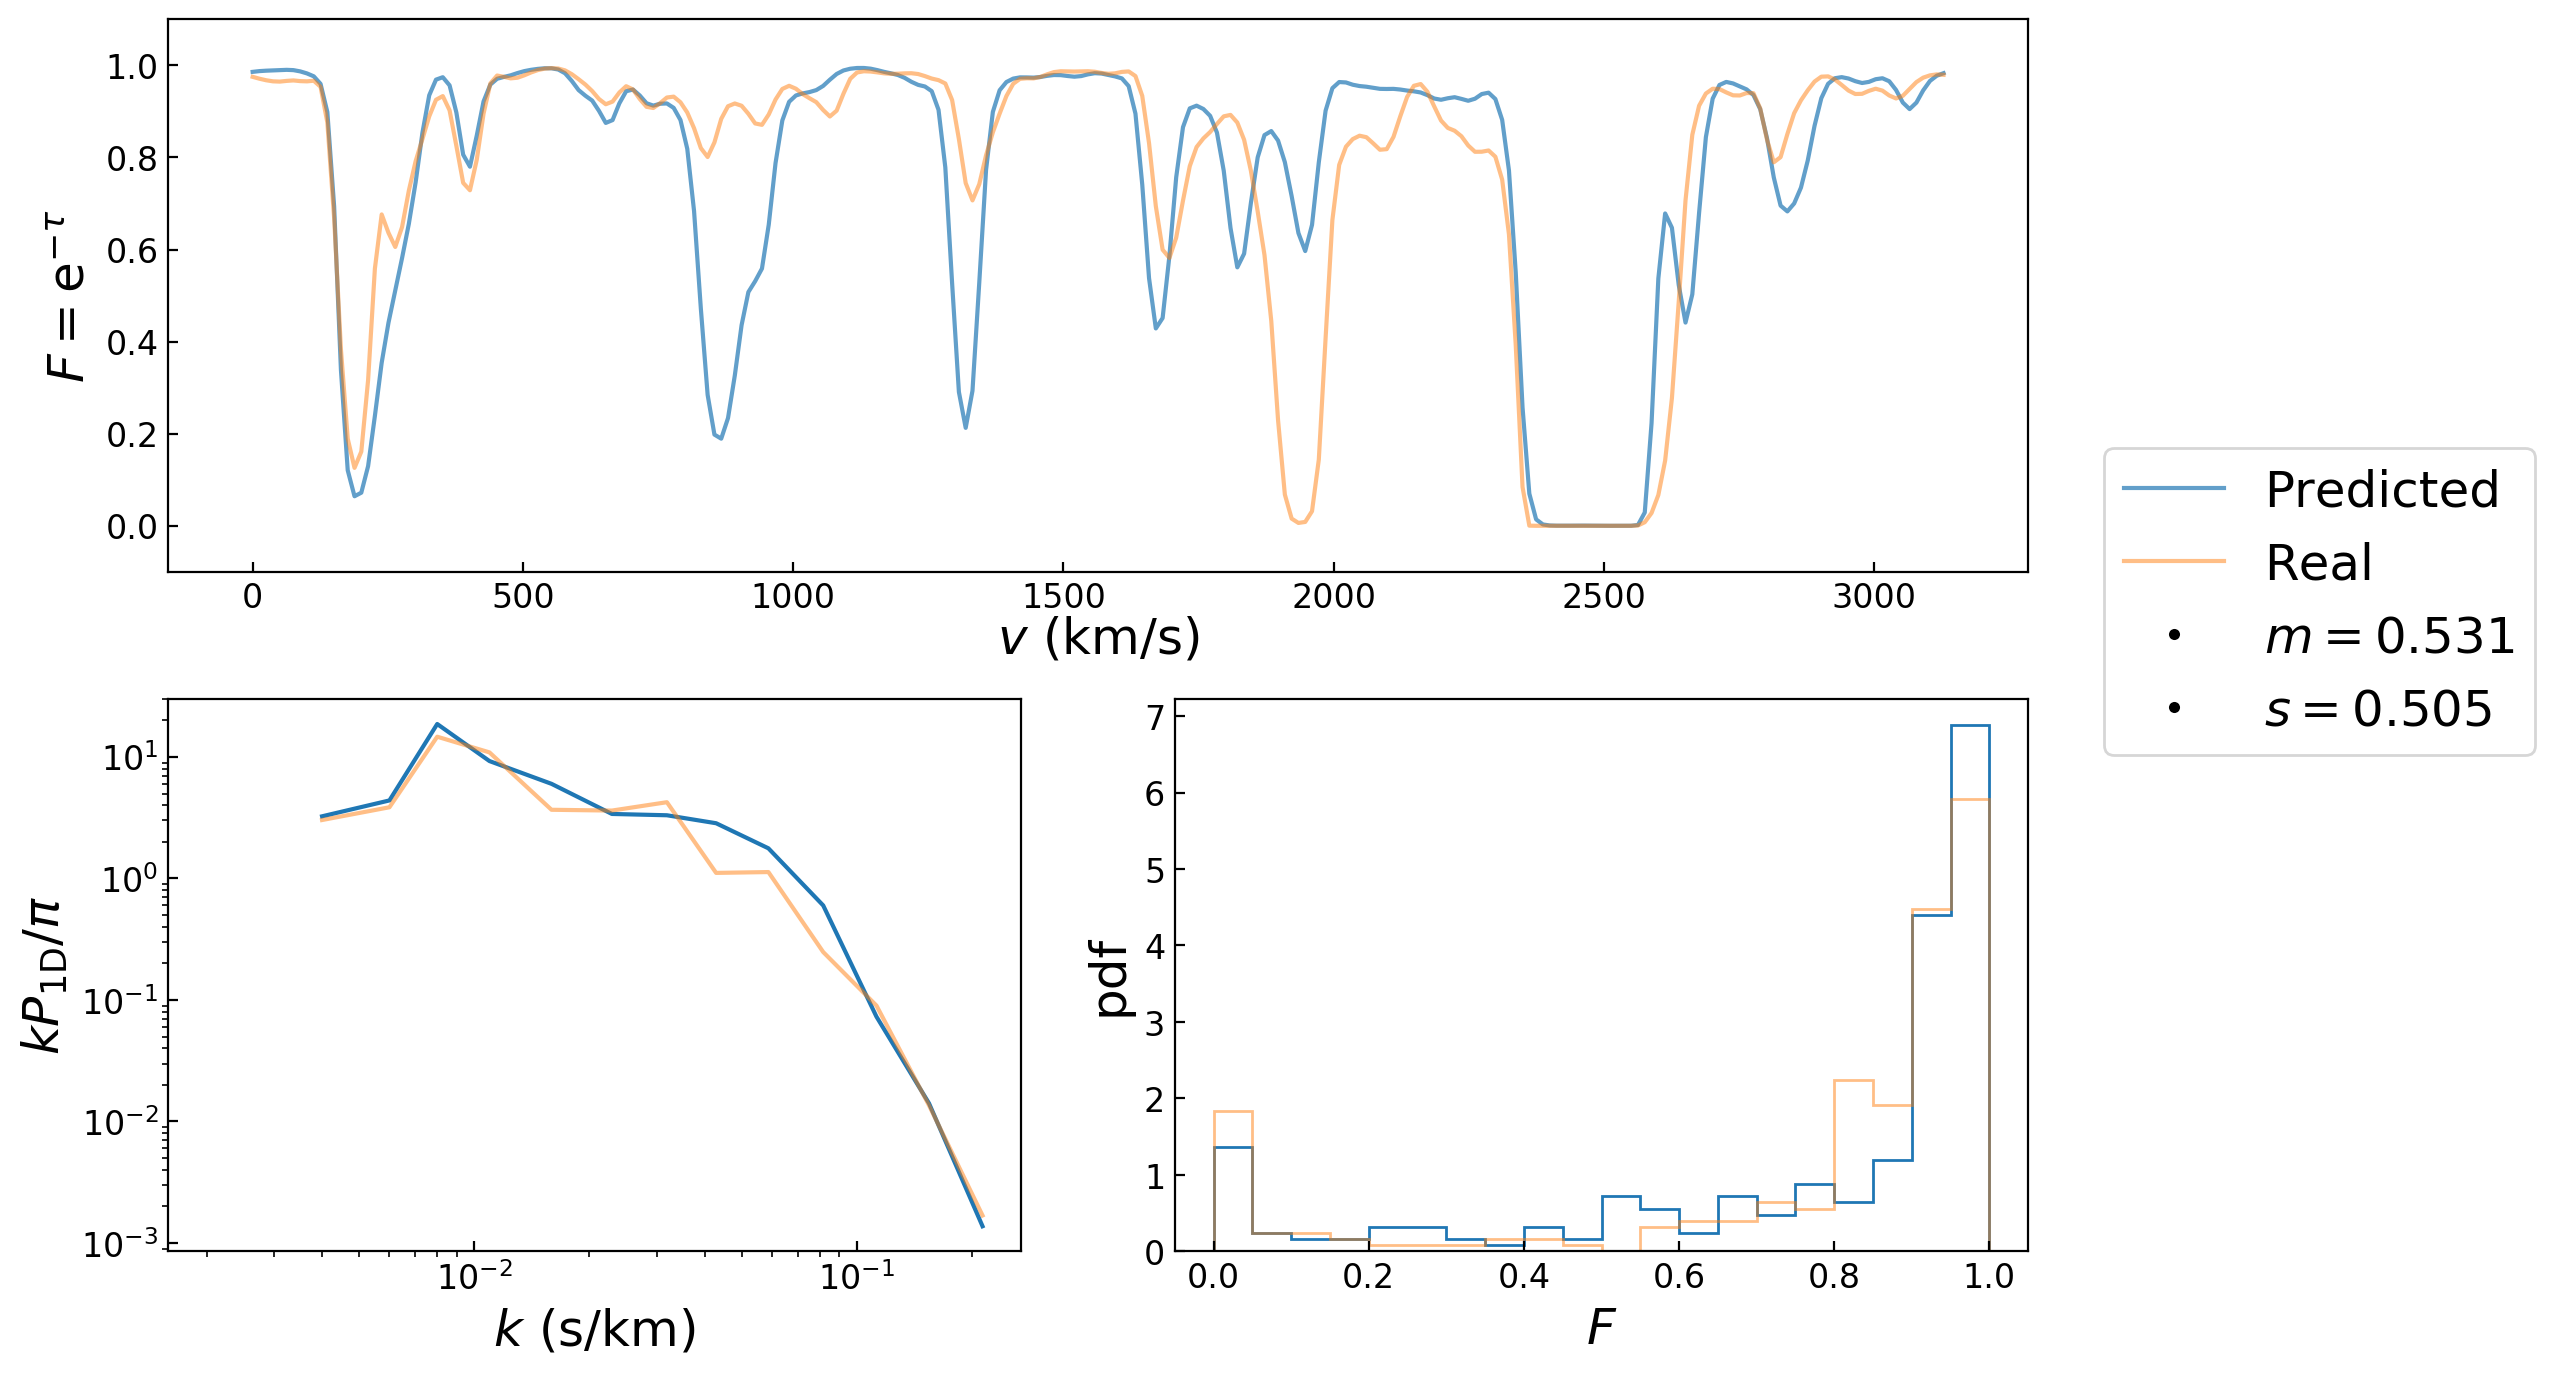 F = e^{-τ}
1.0
0.8
0.6
0.4
0.2
0.0
0 500 1000 1500 2000 2500 3000
v (km/s)
Predicted
Real
m = 0.531
s = 0.505
kP_{1D}/π
10^1
10^0
10^{-1}
10^{-2}
10^{-3}
10^{-2} 10^{-1}
k (s/km)
pdf
7
6
5
4
3
2
1
0
0.0 0.2 0.4 0.6 0.8 1.0
F